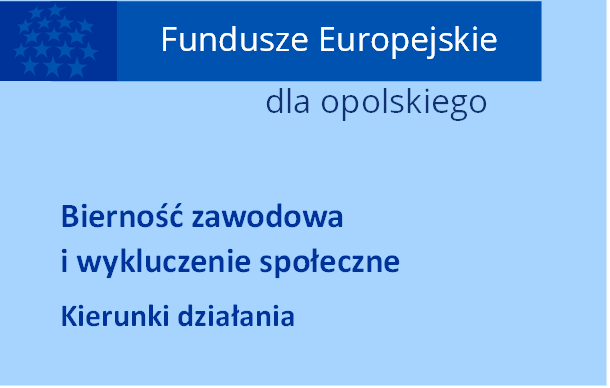 Fundusze Europejskie
dla opolskiego
Bierność zawodowa
i wykluczenie społeczne
Kierunki działania